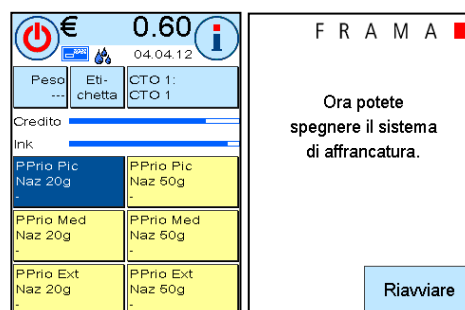 € 0.60
04.04.12
Peso
---
Eti-
chetta
CTO 1:
CTO 1
Credito
Ink
PPrio Pic
Naz 20g
-
PPrio Pic
Naz 50g
-
PPrio Med
Naz 20g
-
PPrio Med
Naz 50g
-
PPrio Ext
Naz 20g
-
PPrio Ext
Naz 50g
-
FRAMA
Ora potete
spegnere il sistema
di affrancatura.
Riavviare